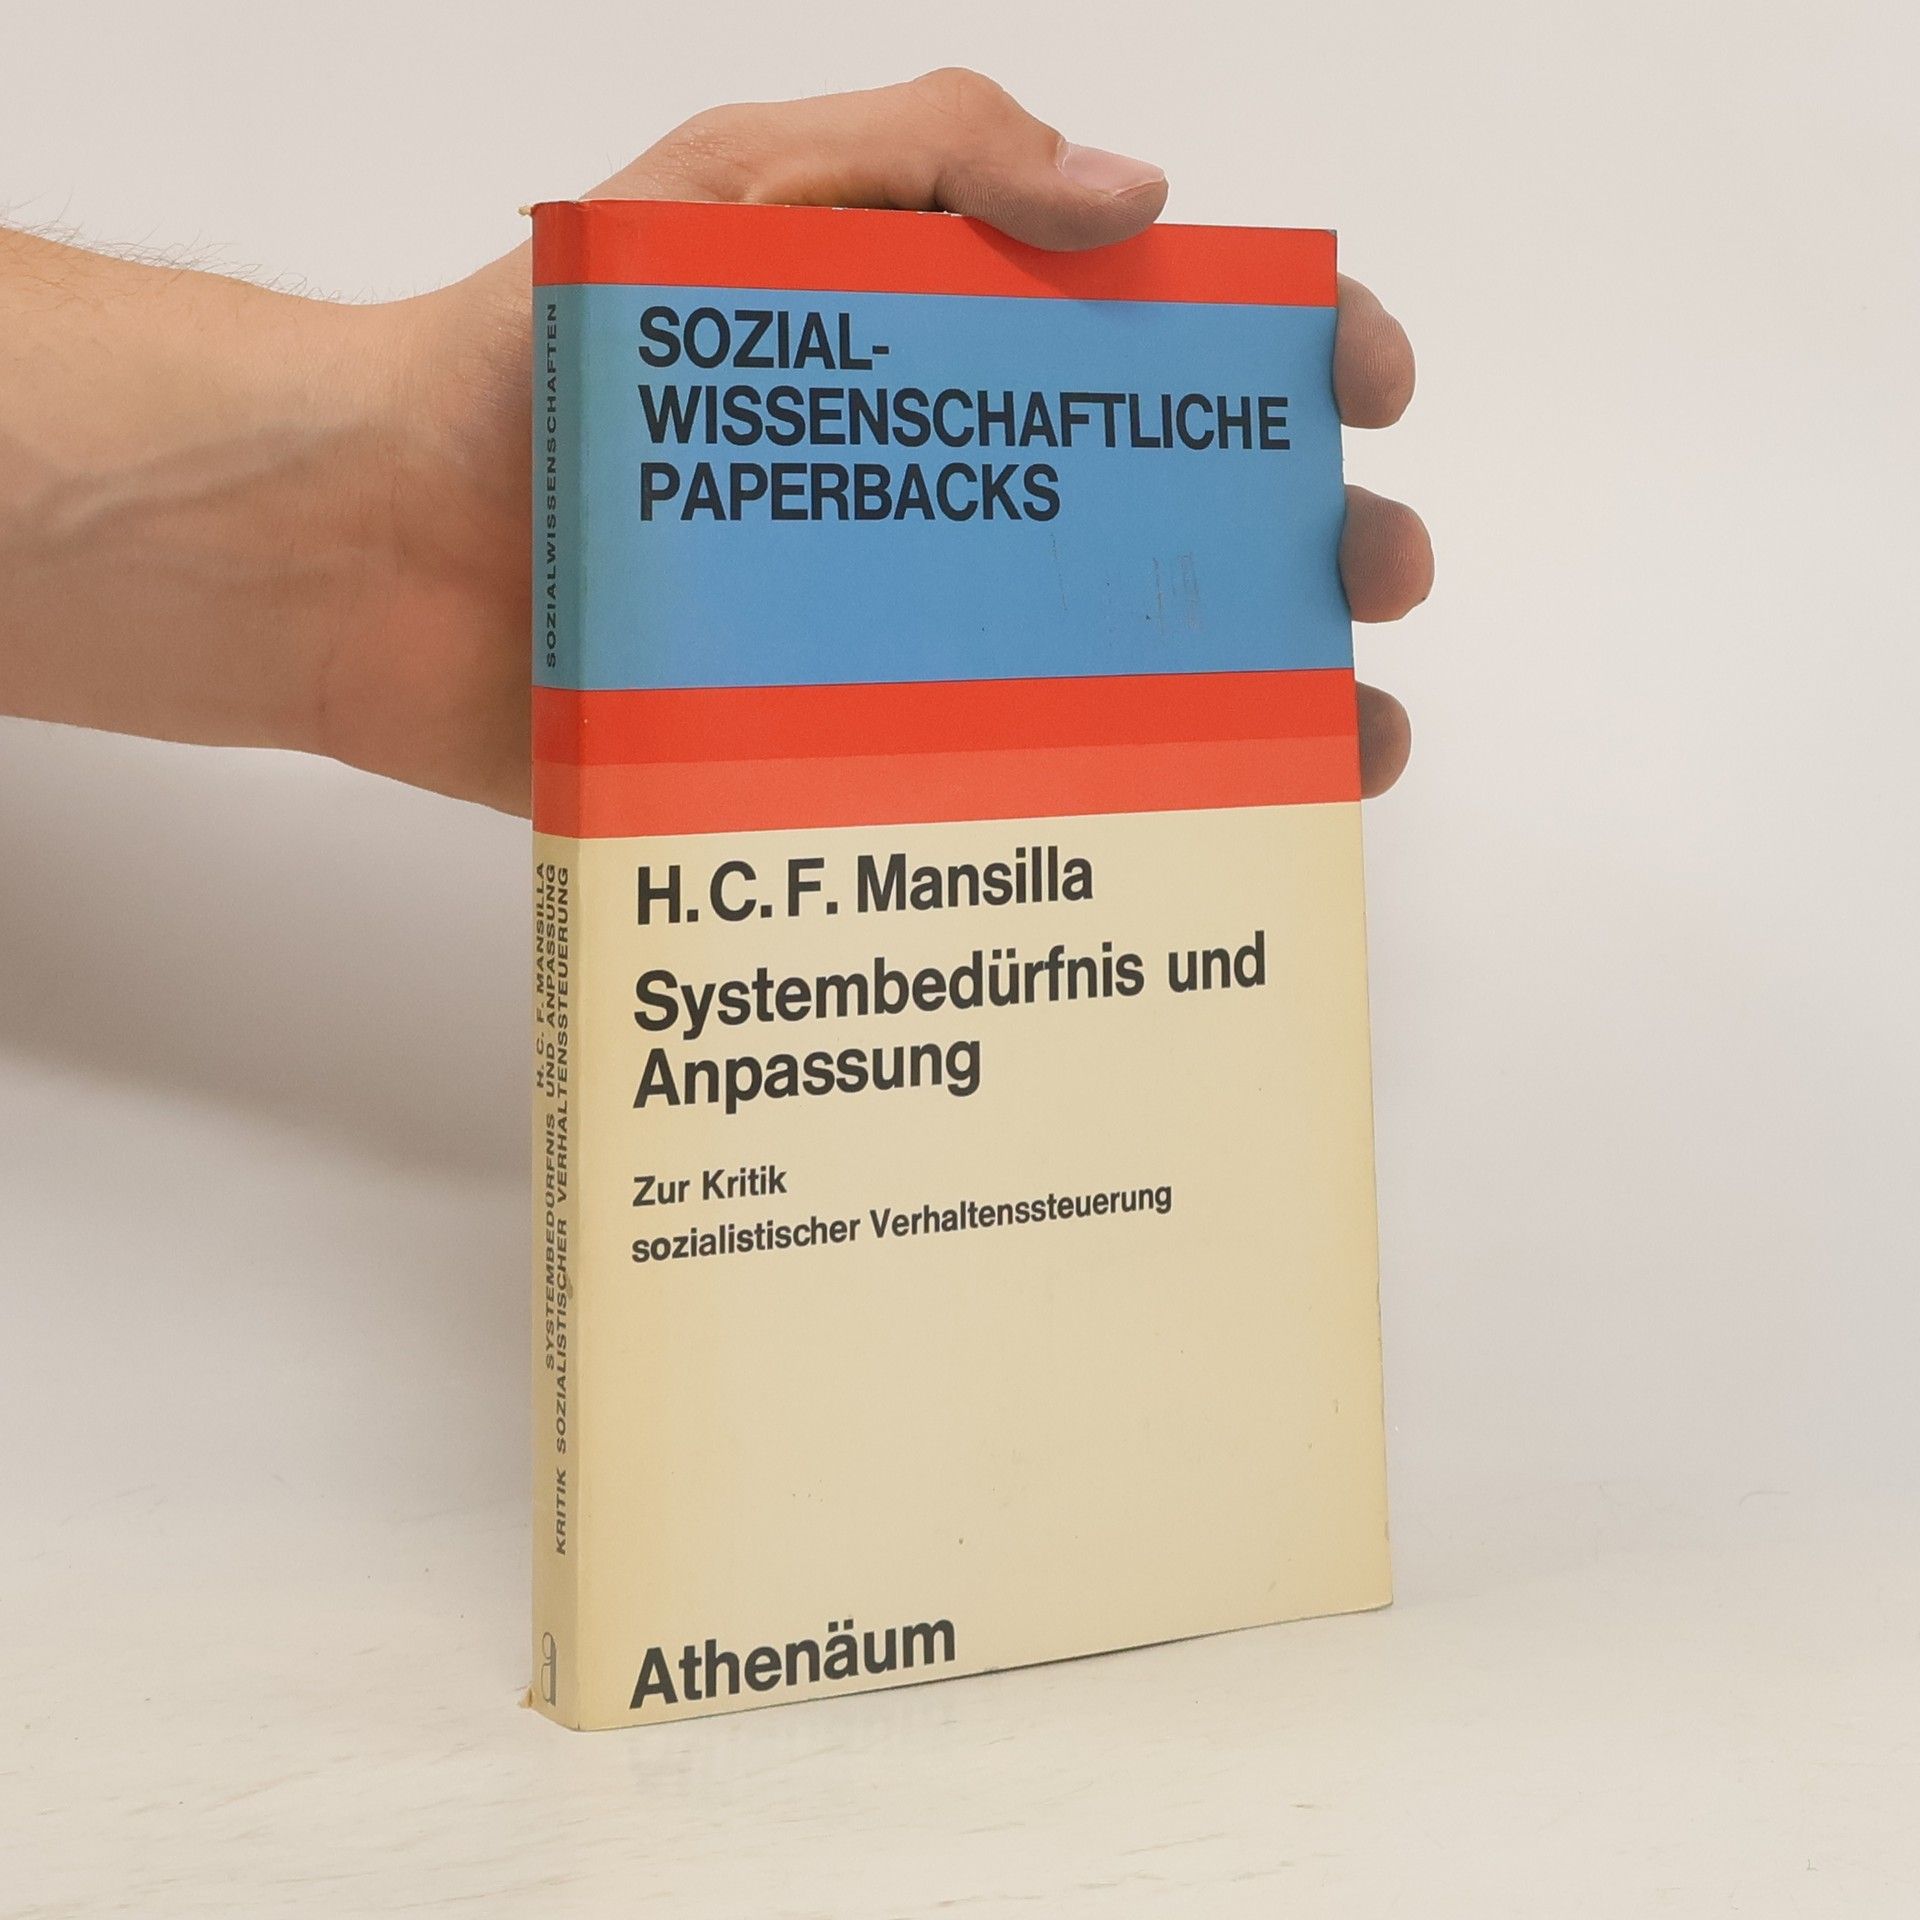 SOZIAL-
WISSENSCHAFTLICHE
PAPERBACKS
H. C. F. Mansilla
Systembedürfnis und
Anpassung
Zur Kritik
sozialistischer Verhaltenssteuerung
Athenäum
SOZIALWISSENSCHAFTEN
H. C. F. MANSILLA
SYSTEMBEDÜRFNIS UND ANPASSUNG
KRITIK SOZIALISTISCHER VERHALTENSSTEUERUNG
a